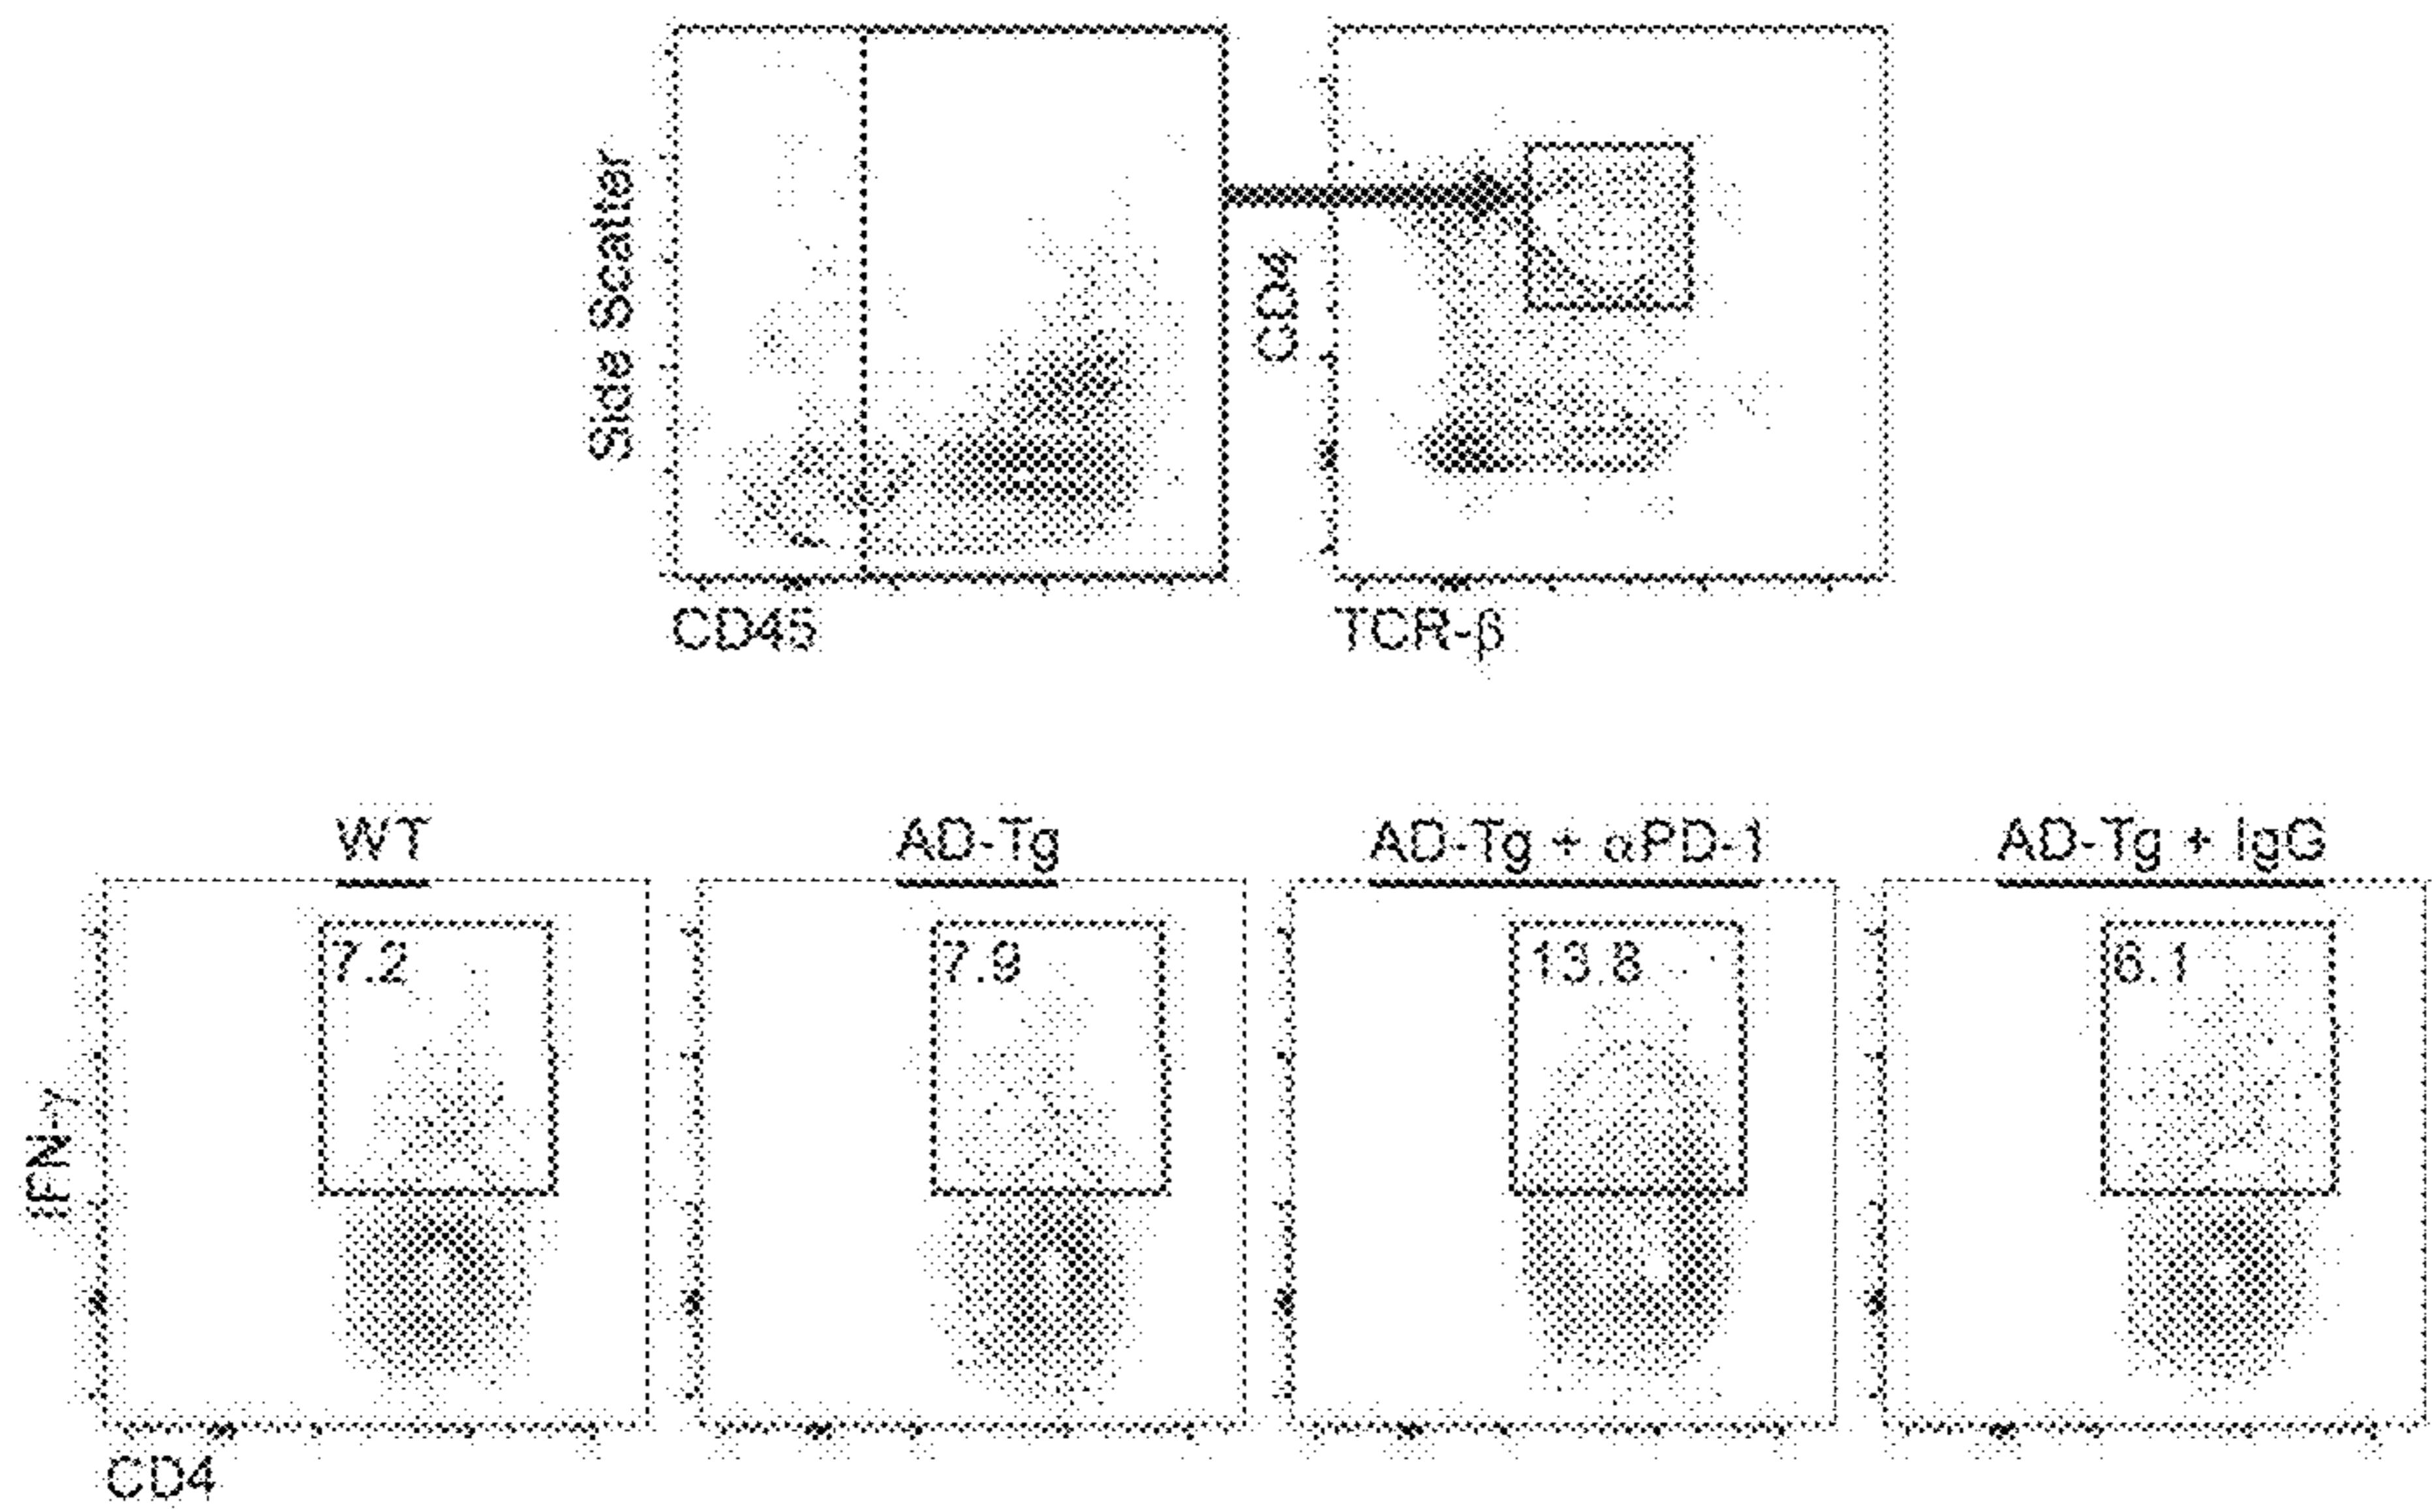 Side Scatter
CD45
CD4
TCR-β
WT
AD-Tg
AD-Tg + αPD-1
AD-Tg + IgG
7.2
7.9
13.8
6.1
IFN-γ
CD4